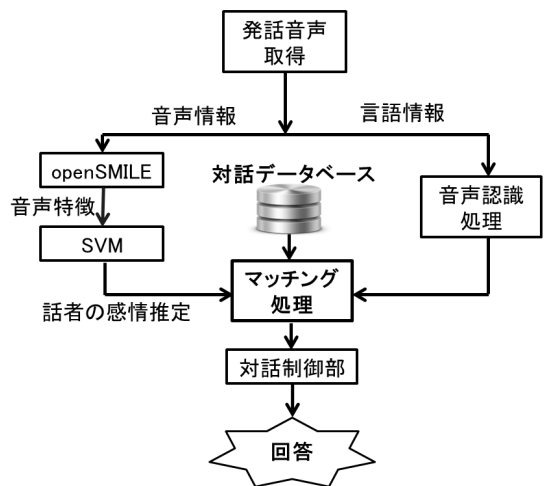 発話音声
取得
音声情報
言語情報
openSMILE
対話データベース
音声特徴
音声認識
処理
SVM
マッチング
処理
話者の感情推定
対話制御部
回答